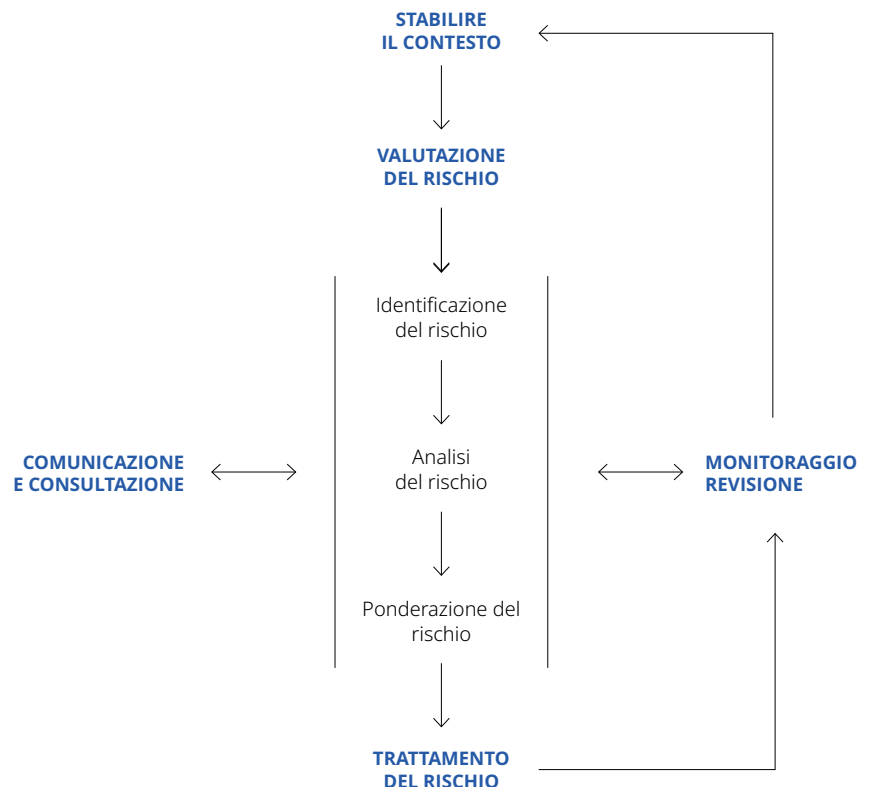 STABILIRE
IL CONTESTO
VALUTAZIONE
DEL RISCHIO
Identificazione
del rischio
COMUNICAZIONE
E CONSULTAZIONE
Analisi
del rischio
MONITORAGGIO
REVISIONE
Ponderazione del
rischio
TRATTAMENTO
DEL RISCHIO